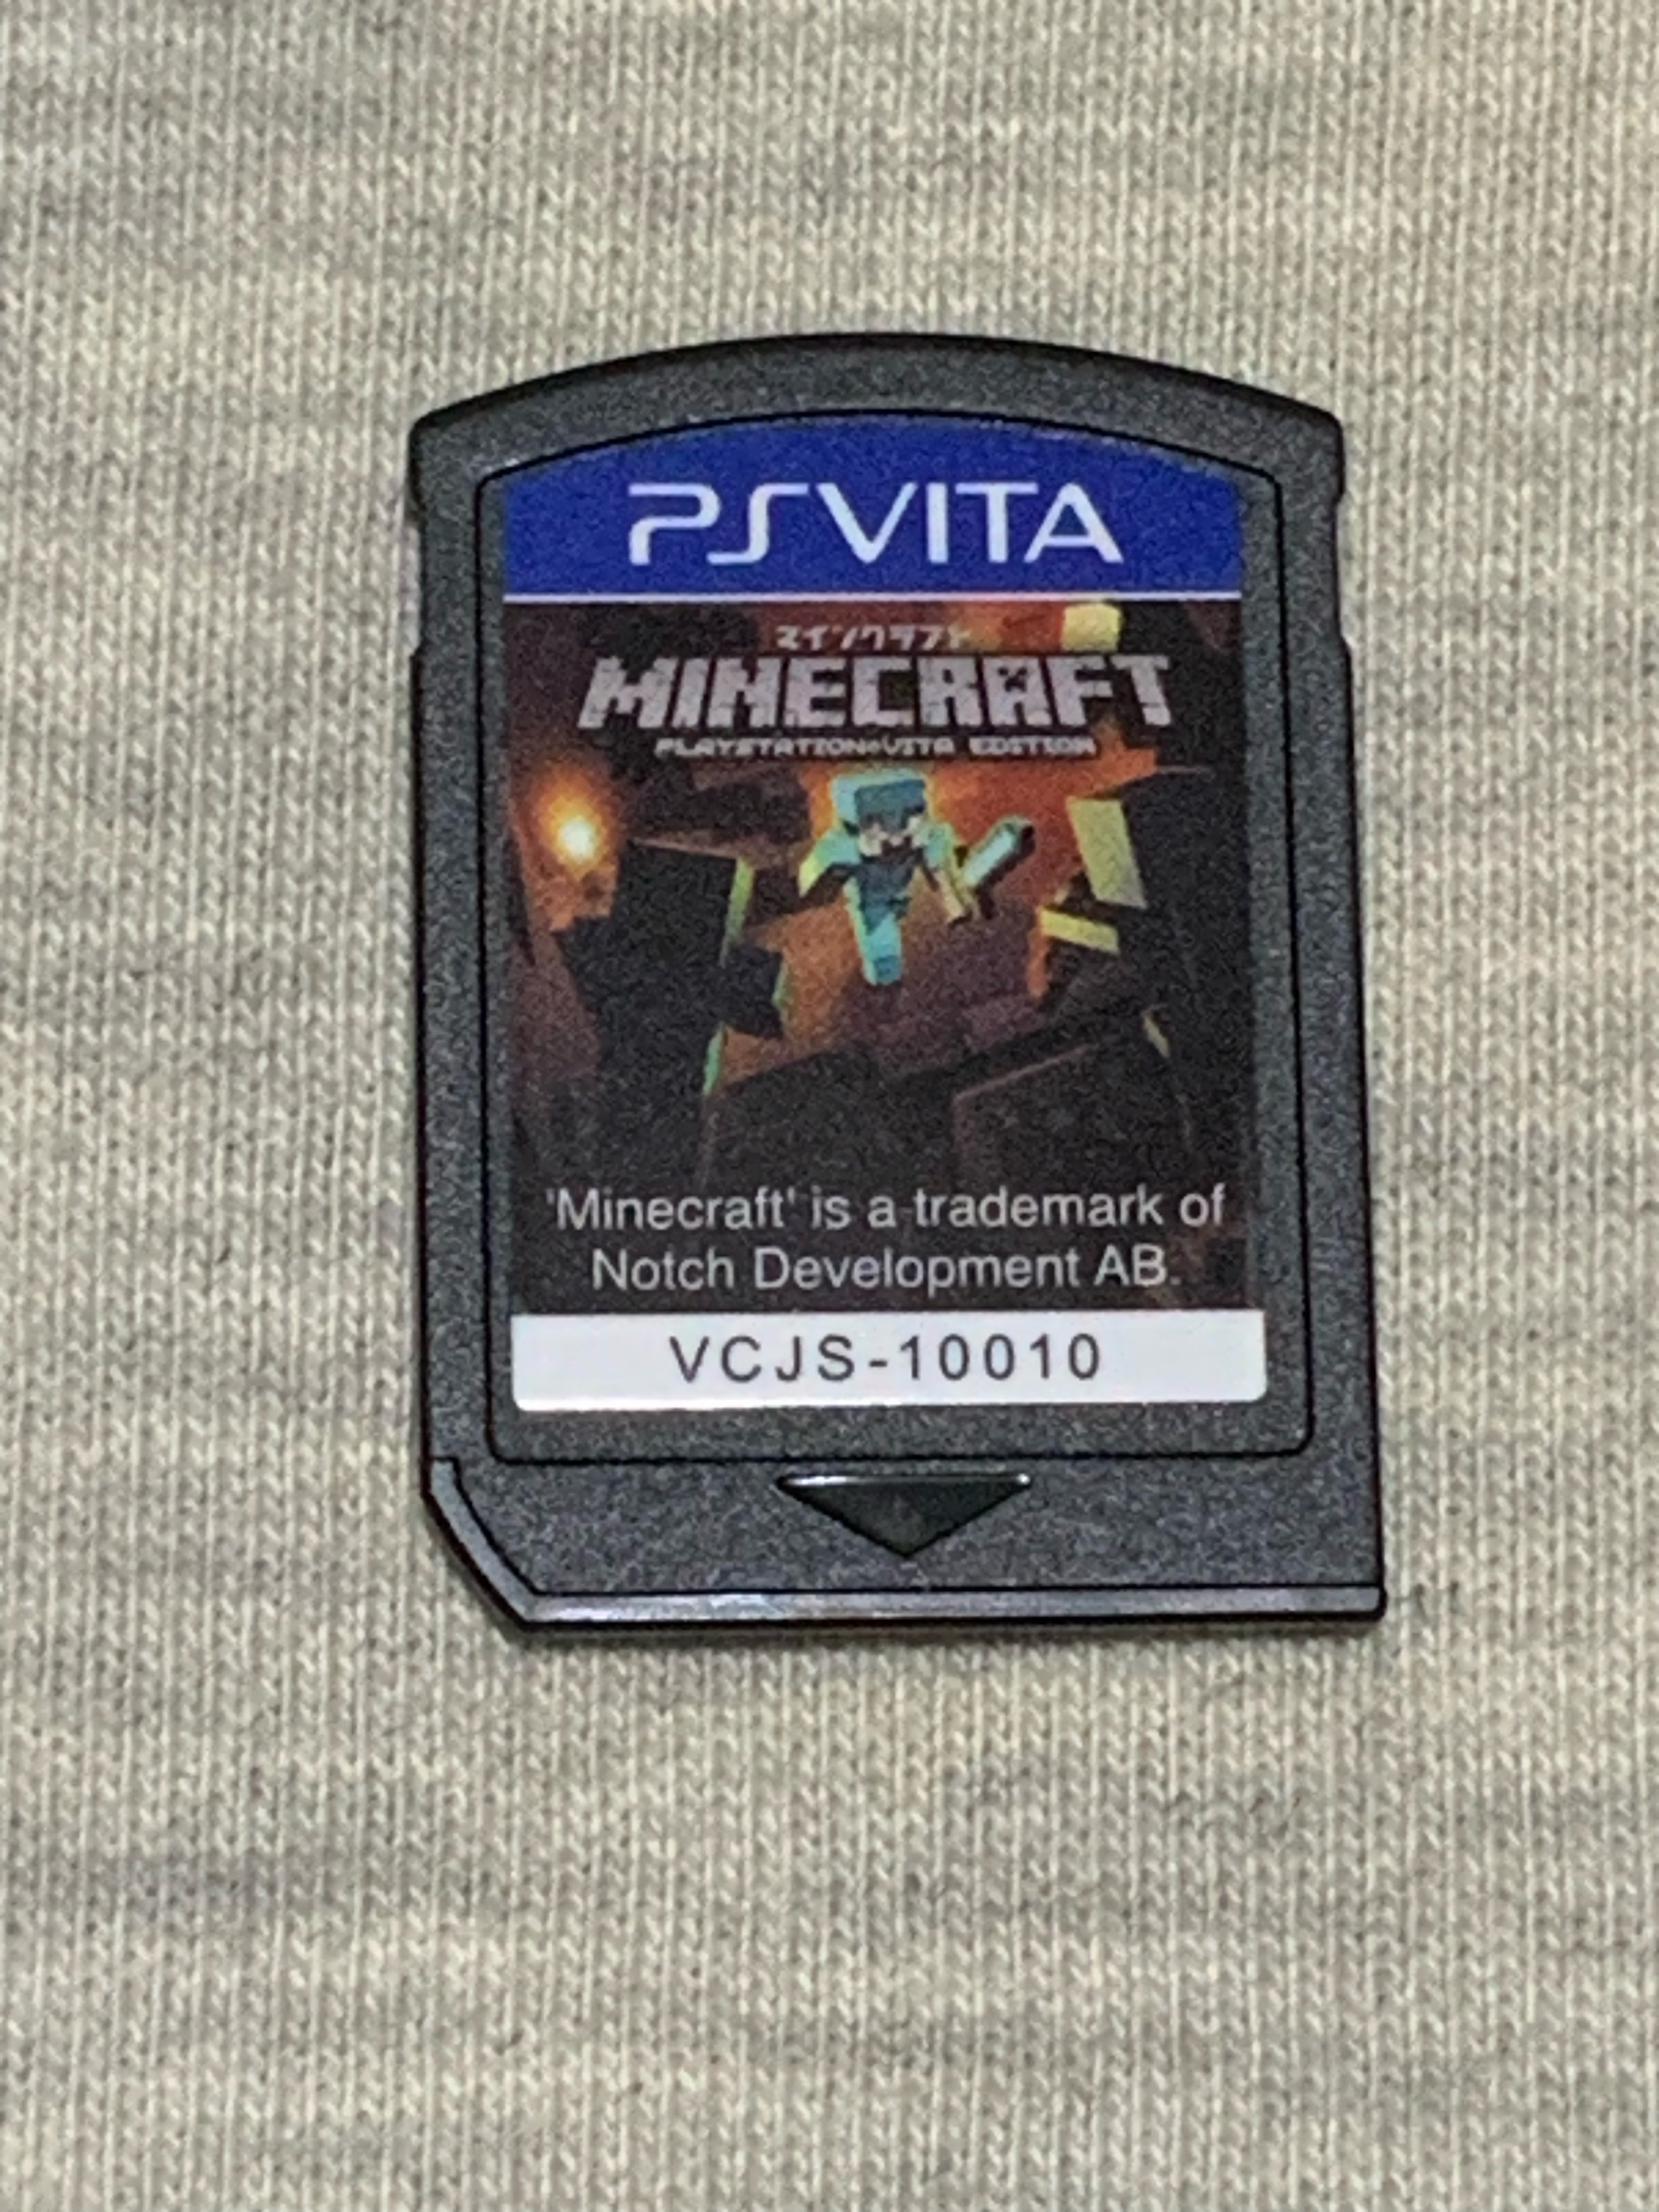 PSVITA
マインクラフト
MINECRAFT
PLAYSTATION®VITA EDITION
'Minecraft' is a trademark of
Notch Development AB.
VCJS-10010